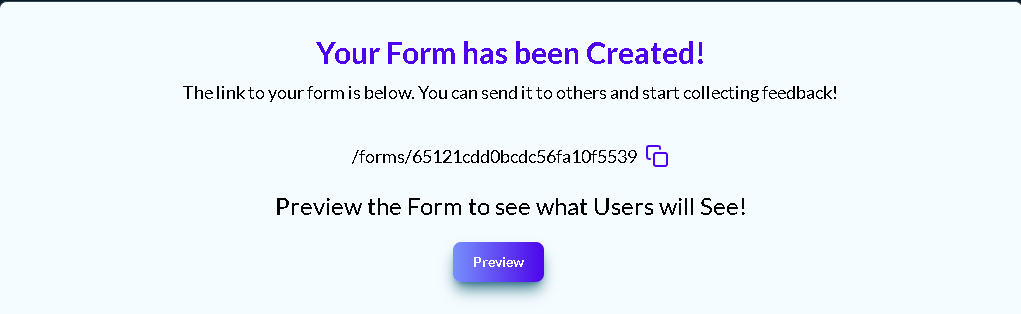 Your Form has been Created!
The link to your form is below. You can send it to others and start collecting feedback!
/forms/65121cdd0bcdc56fa10f5539
Preview the Form to see what Users will See!
Preview